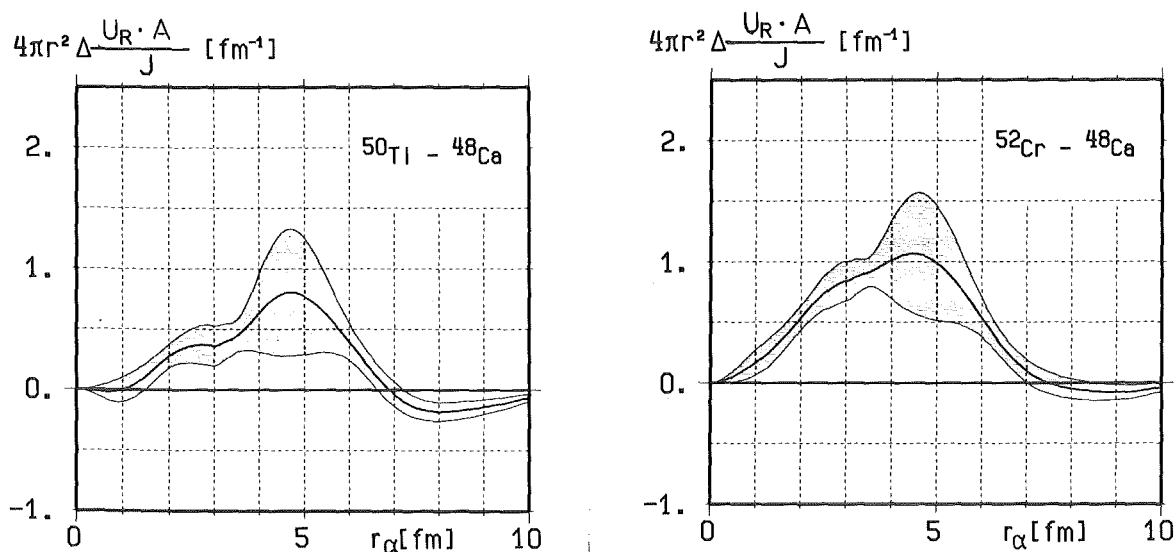 4πr² Δ U_R · A / J [fm⁻¹]
2.
1.
0.
-1.
⁵⁰TI - ⁴⁸Ca
0 5 10
r_α[fm]
4πr² Δ U_R · A / J [fm⁻¹]
2.
1.
0.
-1.
⁵²Cr - ⁴⁸Ca
0 5 10
r_α[fm]